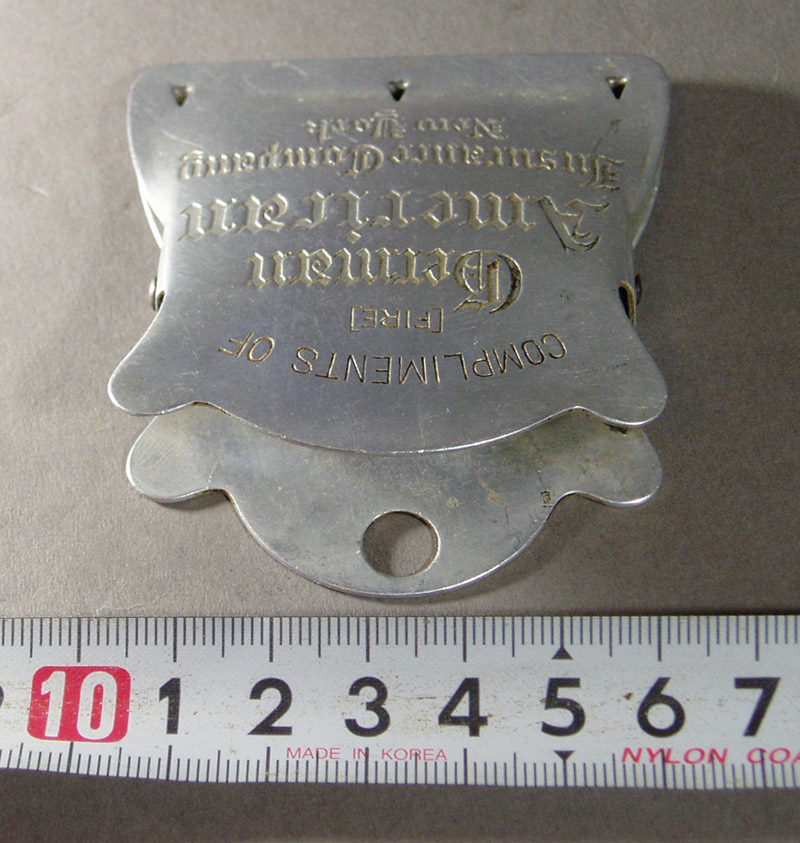 COMPLIMENTS OF
[FIRE]
German
American
Insurance Company
New York
10 1 2 3 4 5 6 7
MADE IN KOREA
NYLON